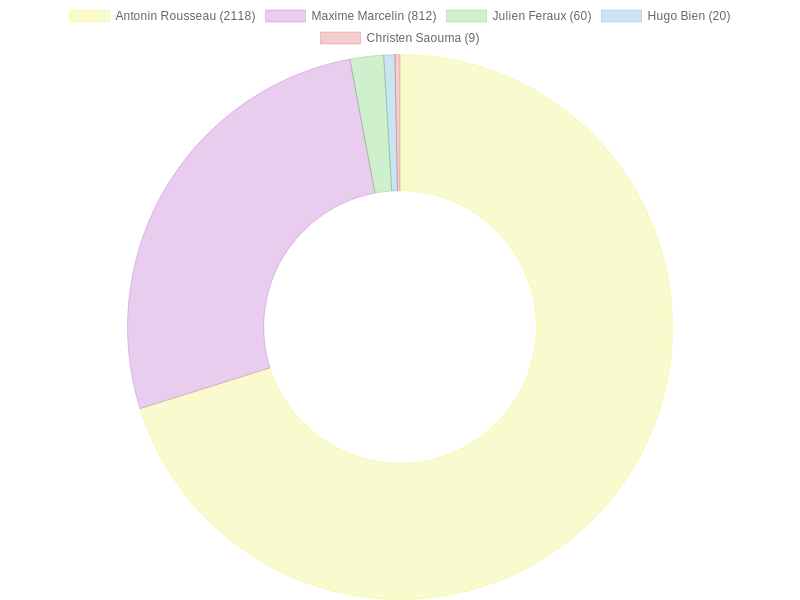 Antonin Rousseau (2118) Maxime Marcelin (812) Julien Feraux (60) Hugo Bien (20)
Christen Saouma (9)